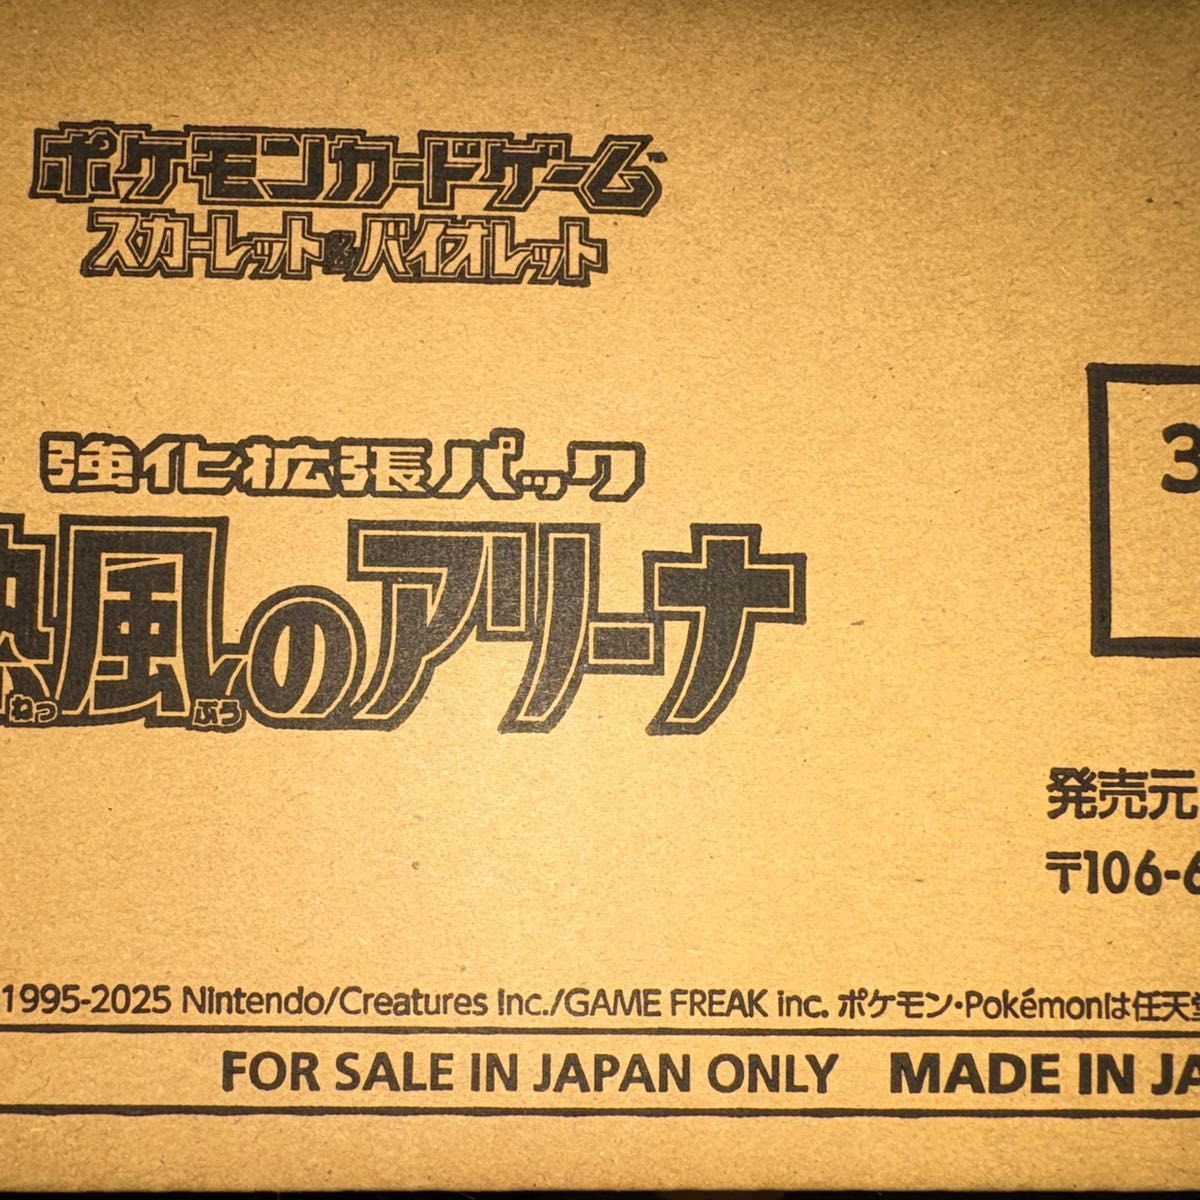 ポケモンカードゲーム™
スカーレット&バイオレット
強化拡張パック
熱風のアリーナ
ねっ ぷう
3
発売元
〒106-6
1995-2025 Nintendo/Creatures Inc./GAME FREAK inc. ポケモン・Pokémonは任天堂
FOR SALE IN JAPAN ONLY MADE IN JA